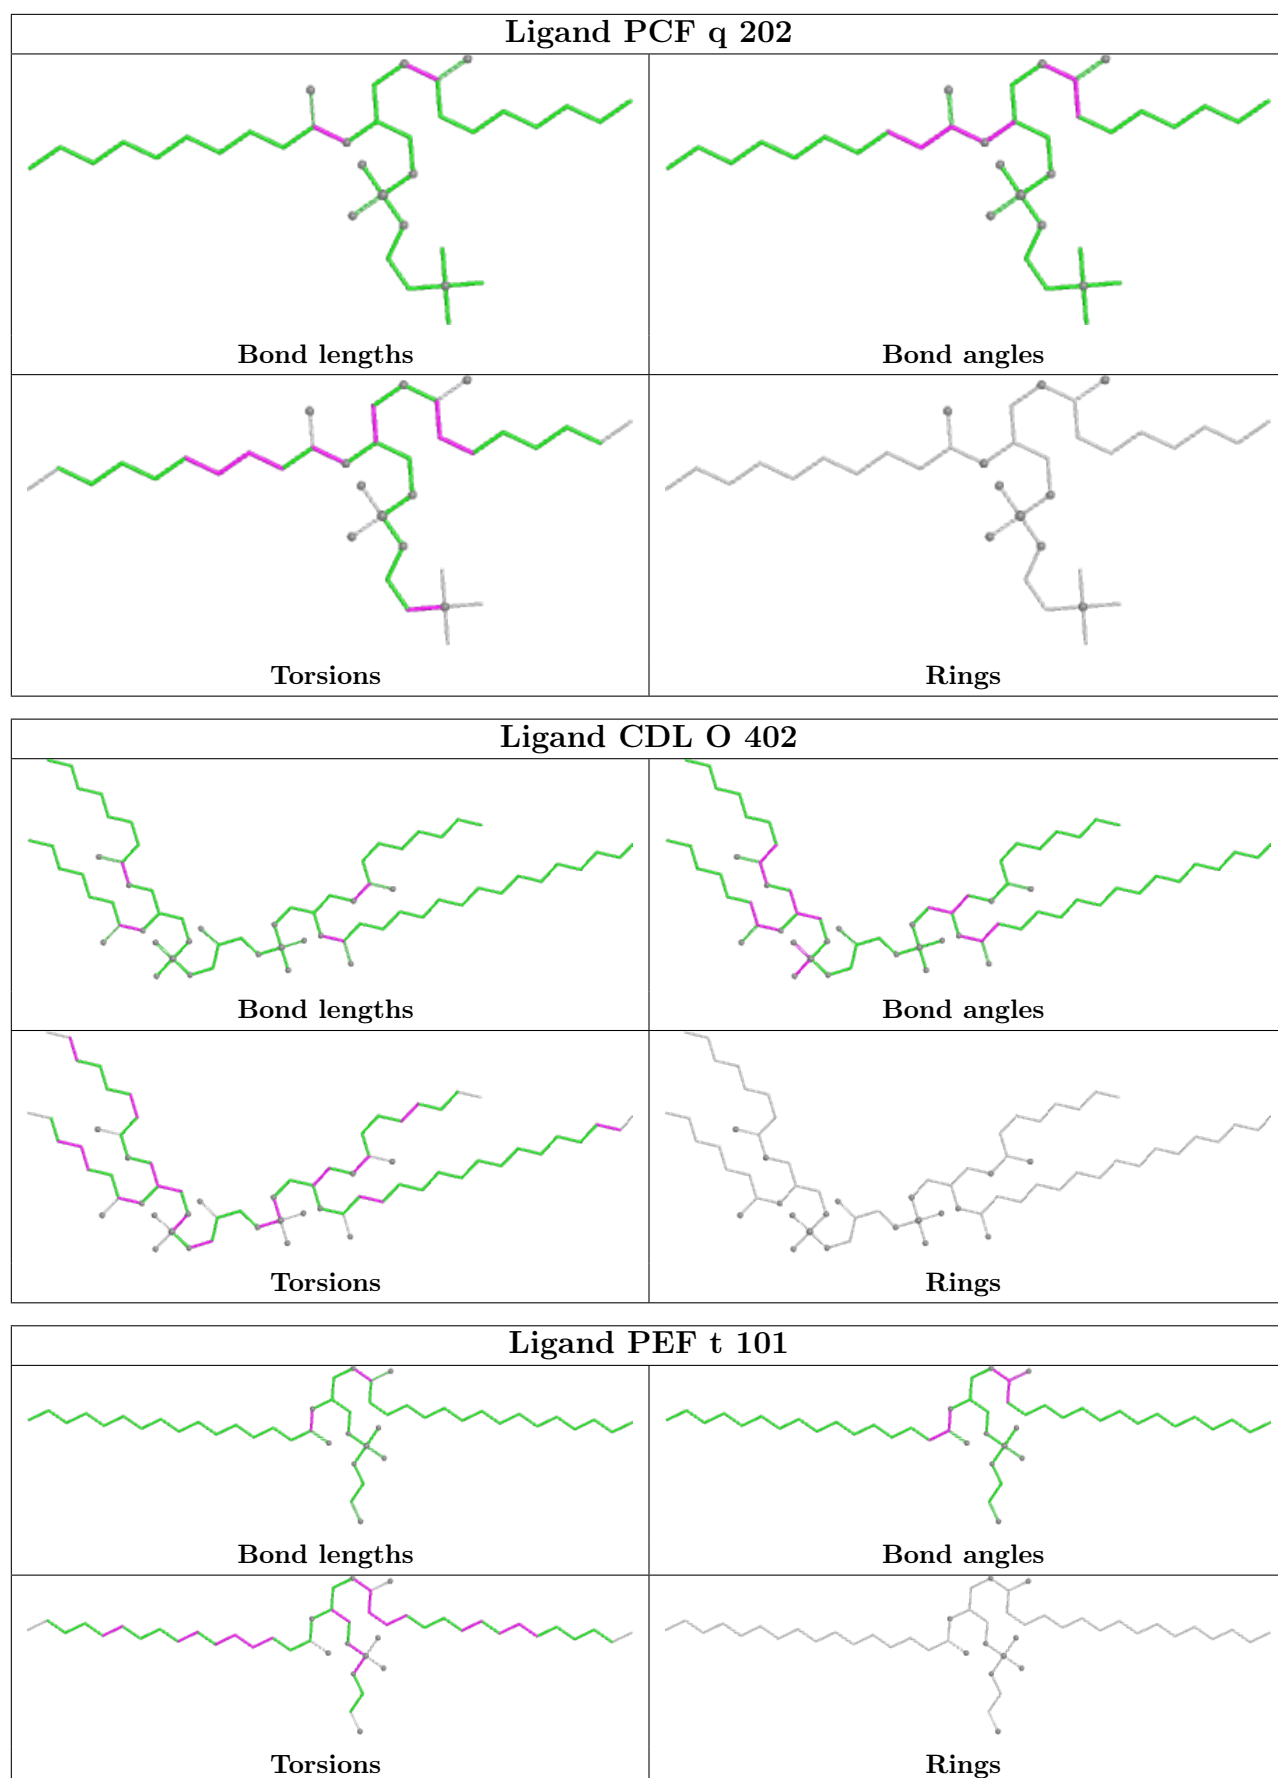 Ligand PCF q 202
Bond lengths
Bond angles
Torsions
Rings
Ligand CDL O 402
Bond lengths
Bond angles
Torsions
Rings
Ligand PEF t 101
Bond lengths
Bond angles
Torsions
Rings